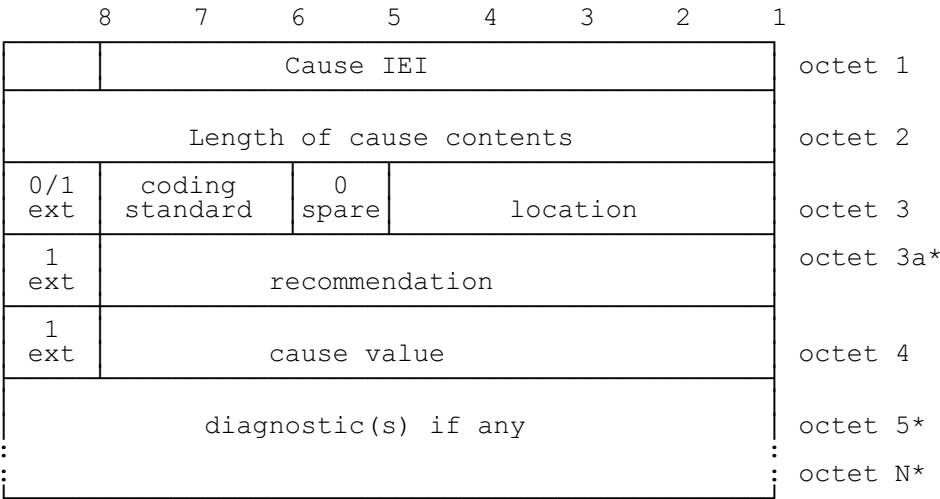 8 7 6 5 4 3 2 1
Cause IEI octet 1
Length of cause contents octet 2
0/1 coding 0
ext standard spare location octet 3
1 octet 3a*
ext recommendation
1
ext cause value octet 4
diagnostic(s) if any octet 5*
: :
: : octet N*